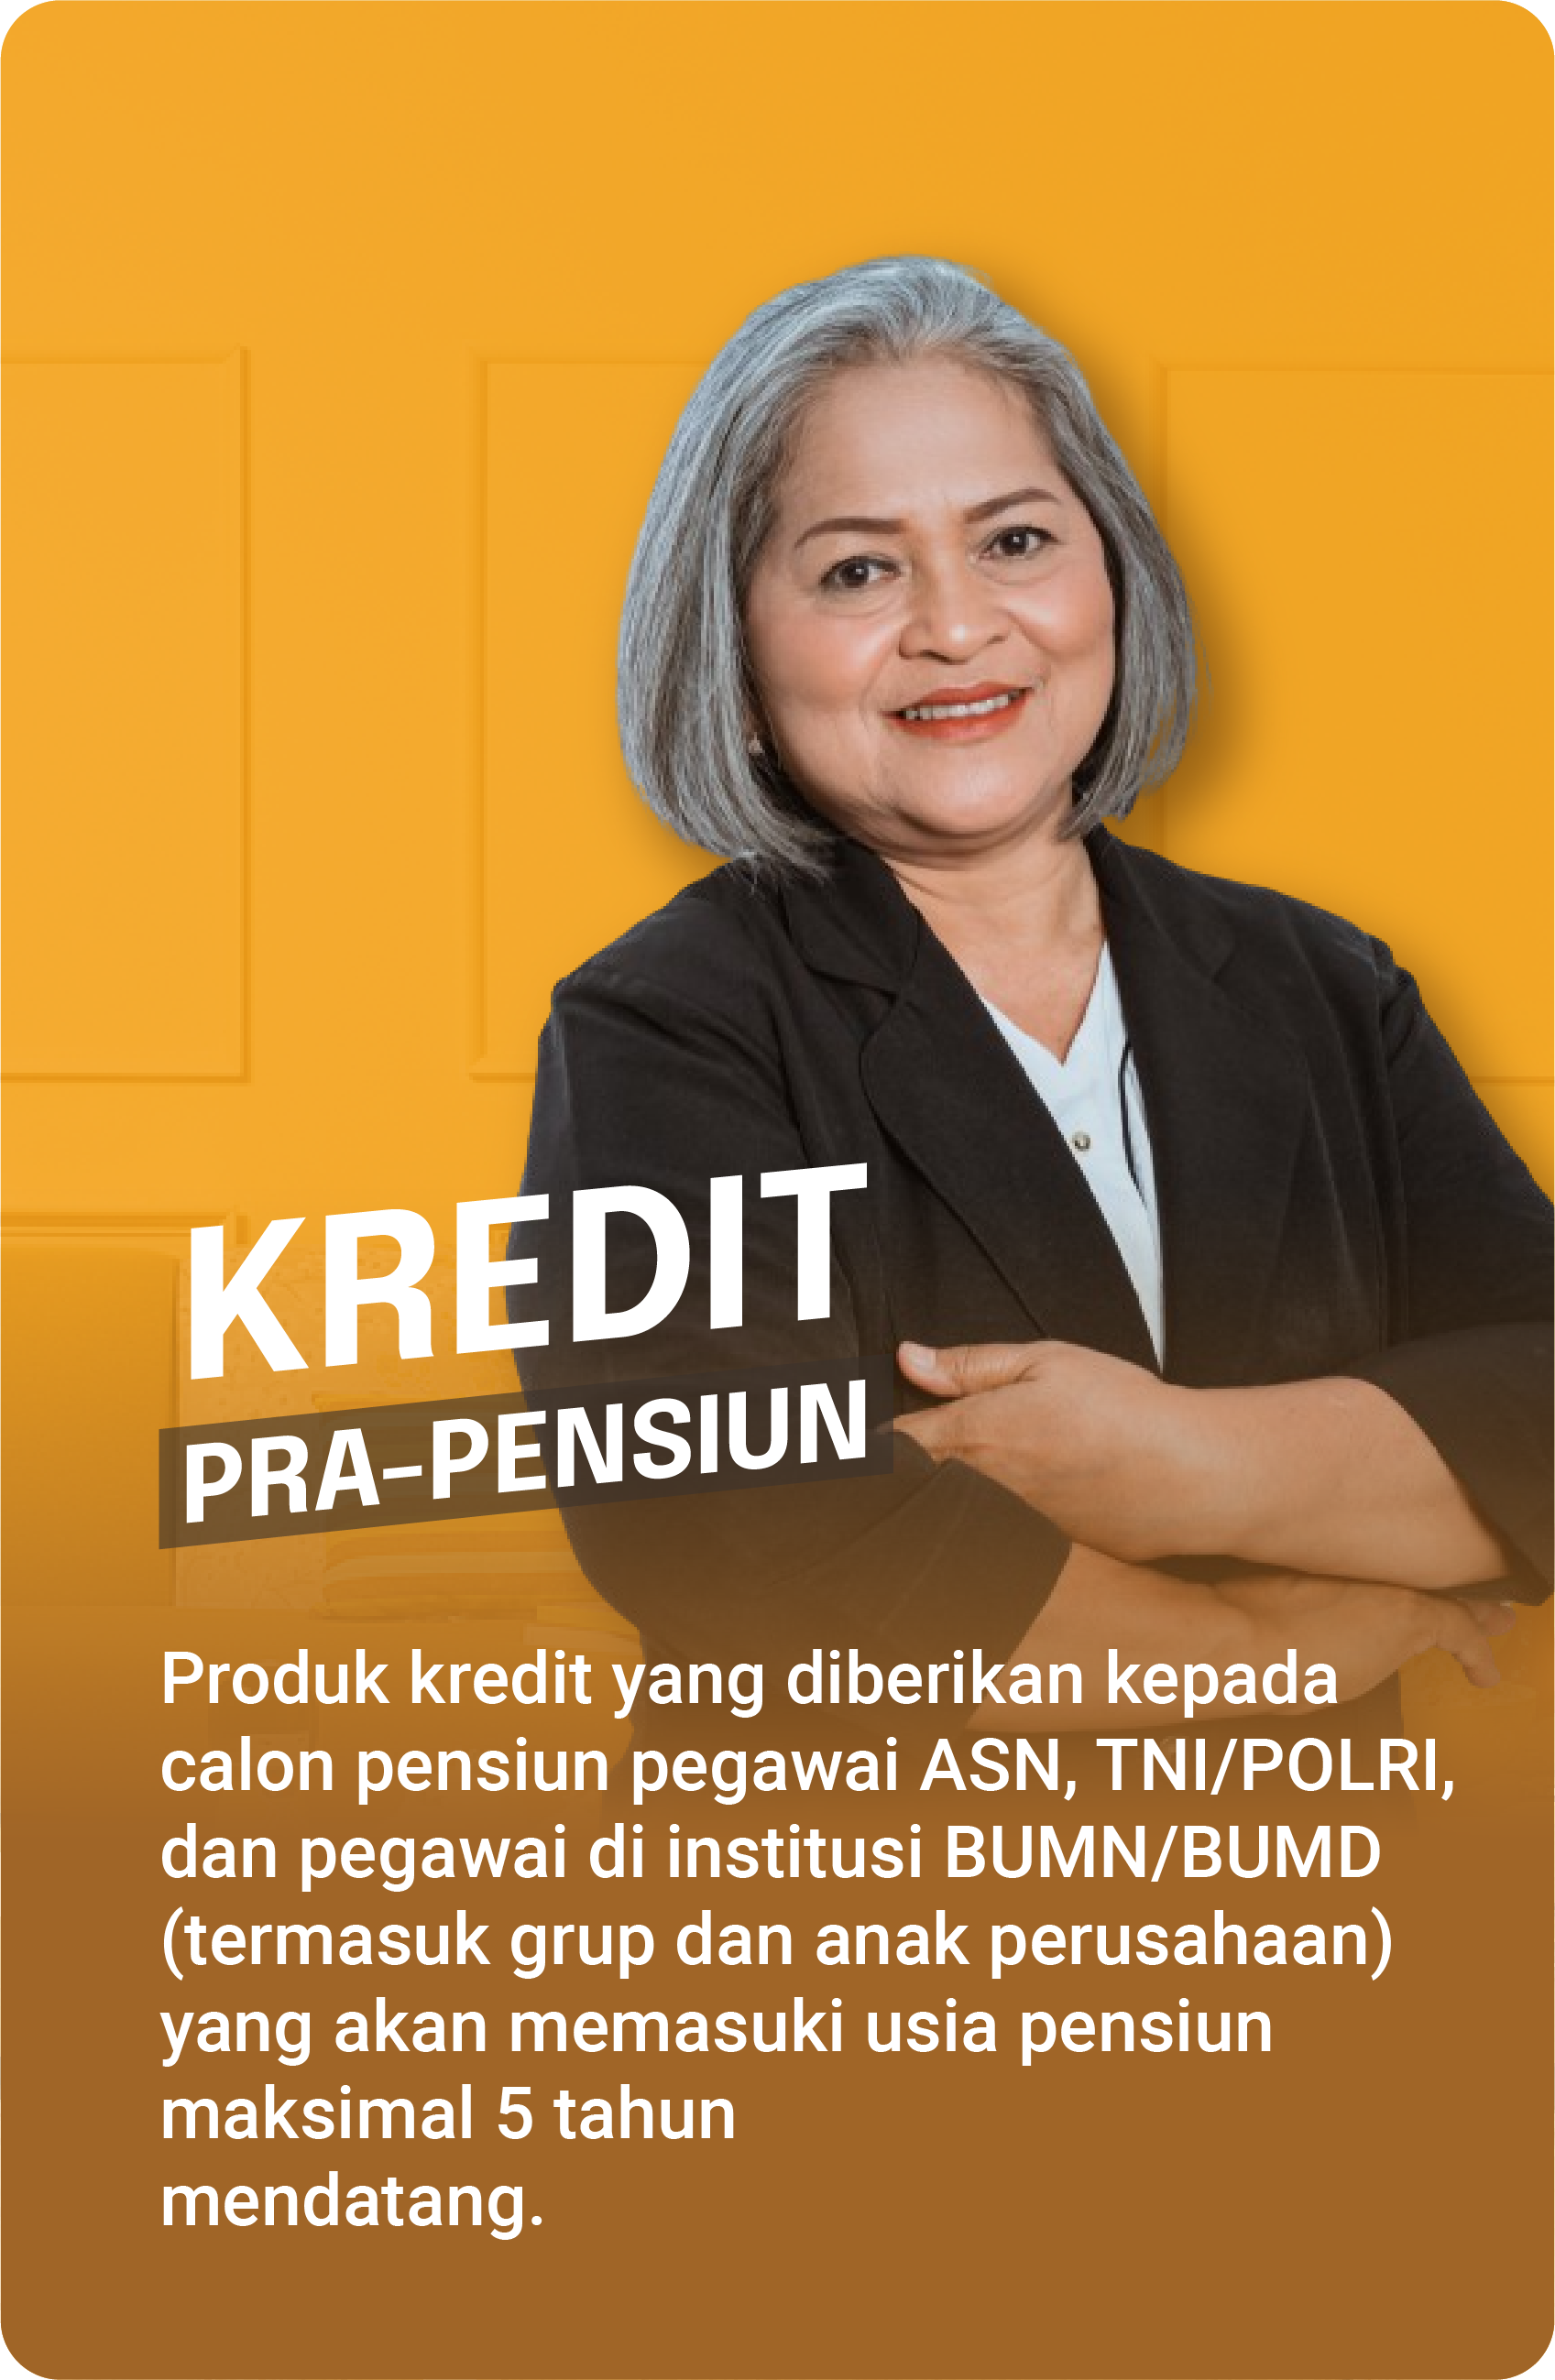 KREDIT
PRA-PENSIUN
Produk kredit yang diberikan kepada
calon pensiun pegawai ASN, TNI/POLRI,
dan pegawai di institusi BUMN/BUMD
(termasuk grup dan anak perusahaan)
yang akan memasuki usia pensiun
maksimal 5 tahun
mendatang.